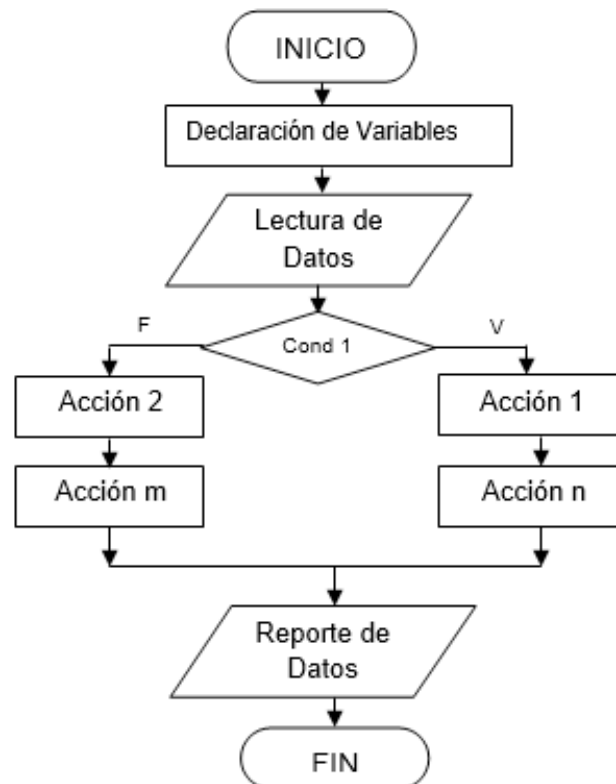 INICIO
Declaración de Variables
Lectura de
Datos
F
Cond 1
V
Acción 2
Acción 1
Acción m
Acción n
Reporte de
Datos
FIN